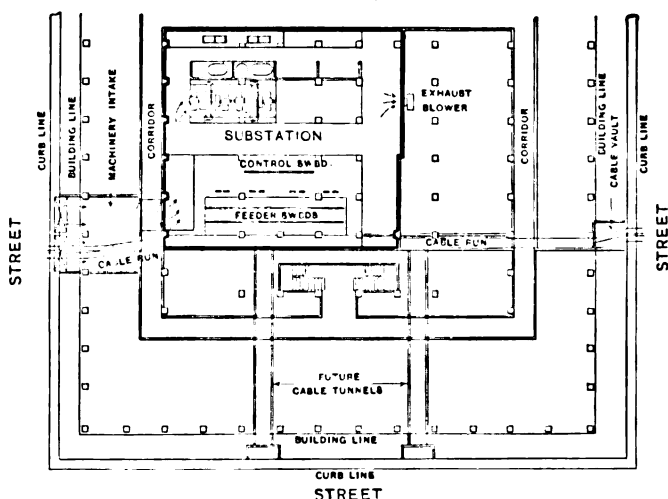 EXHAUST
BLOWER
SUBSTATION
CONTROL SWBD.
FEEDER SWBDS
CURB LINE
BUILDING LINE
MACHINERY INTAKE
CORRIDOR
CORRIDOR
BUILDING LINE
CABLE VAULT
CURB LINE
STREET
STREET
CABLE RUN
CABLE RUN
FUTURE
CABLE TUNNELS
BUILDING LINE
CURB LINE
STREET